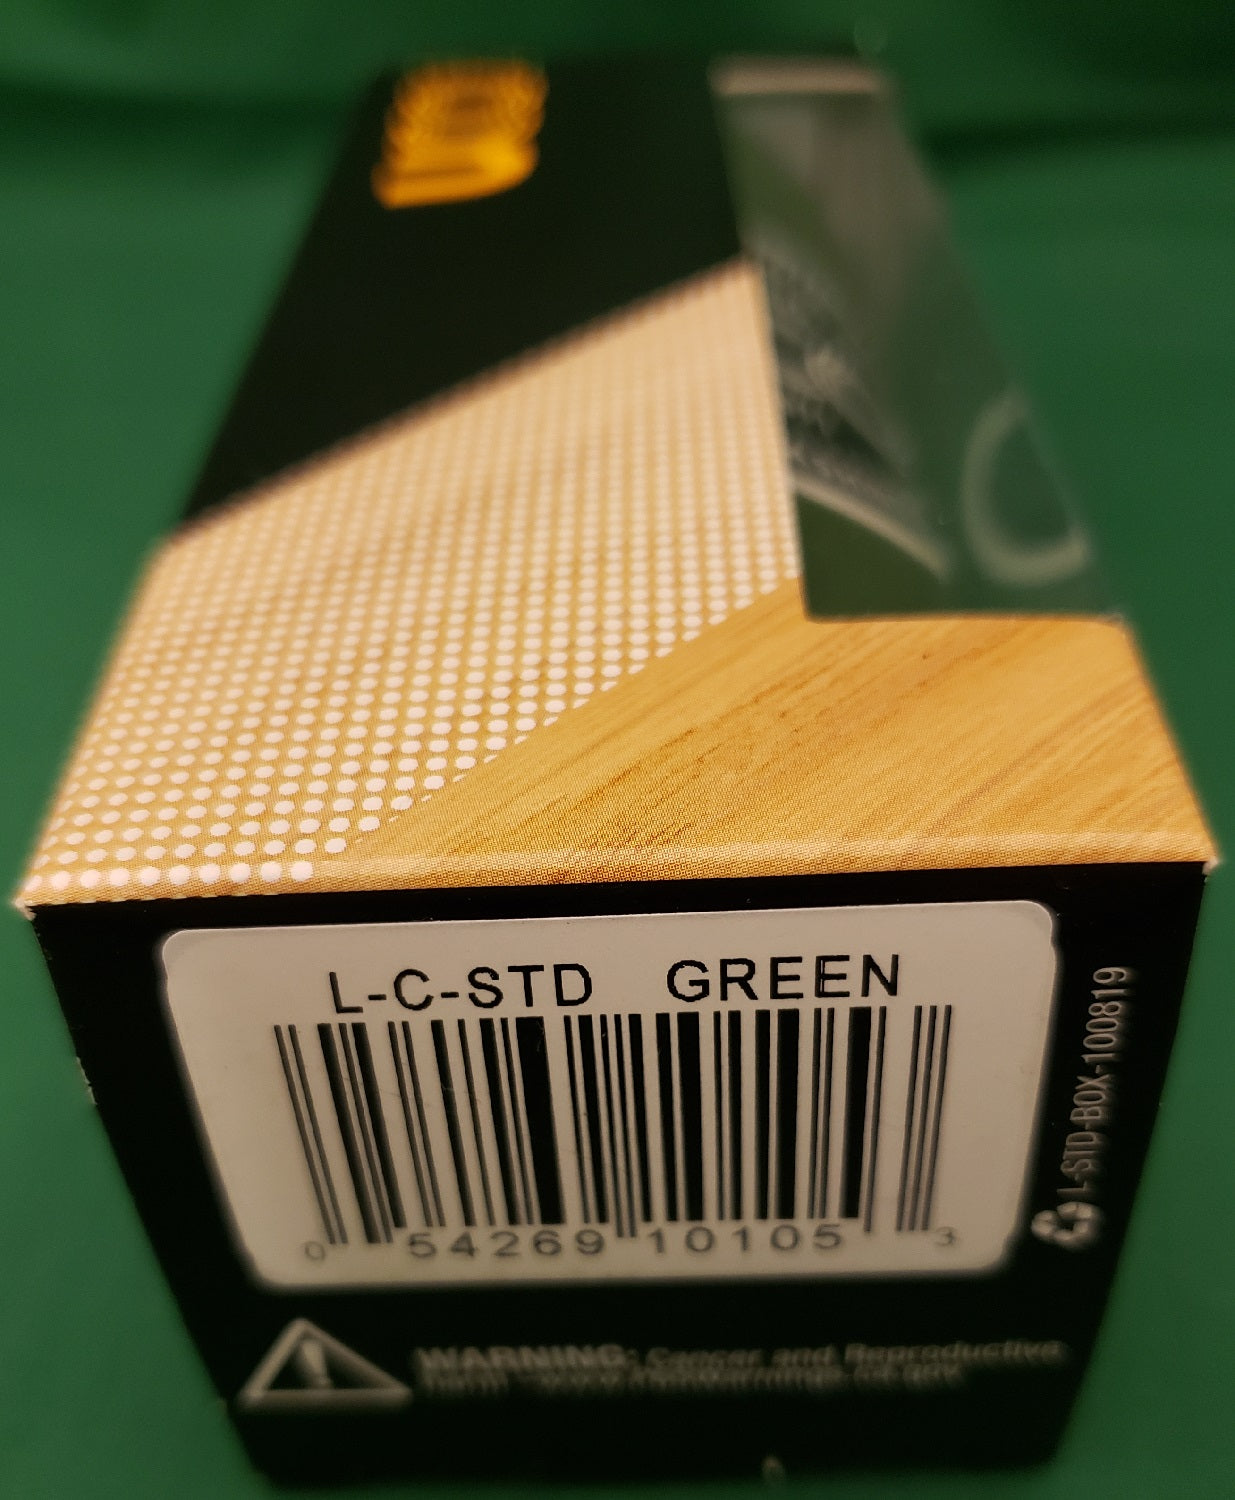 L-C-STD GREEN
0 54269 10105 3
L-STD-BOX-100819
WARNING: Cancer and Reproductive
Harm - www.P65Warnings.ca.gov